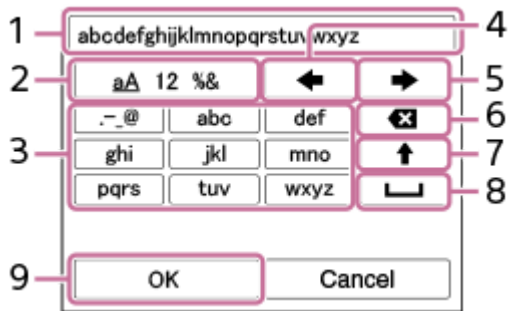 1 abcdefghijklmnopqrstuvwxyz 4
2 aA 12 %& 5
.-_@ abc def 6
3 ghi jkl mno 7
pqrs tuv wxyz 8
9 OK Cancel